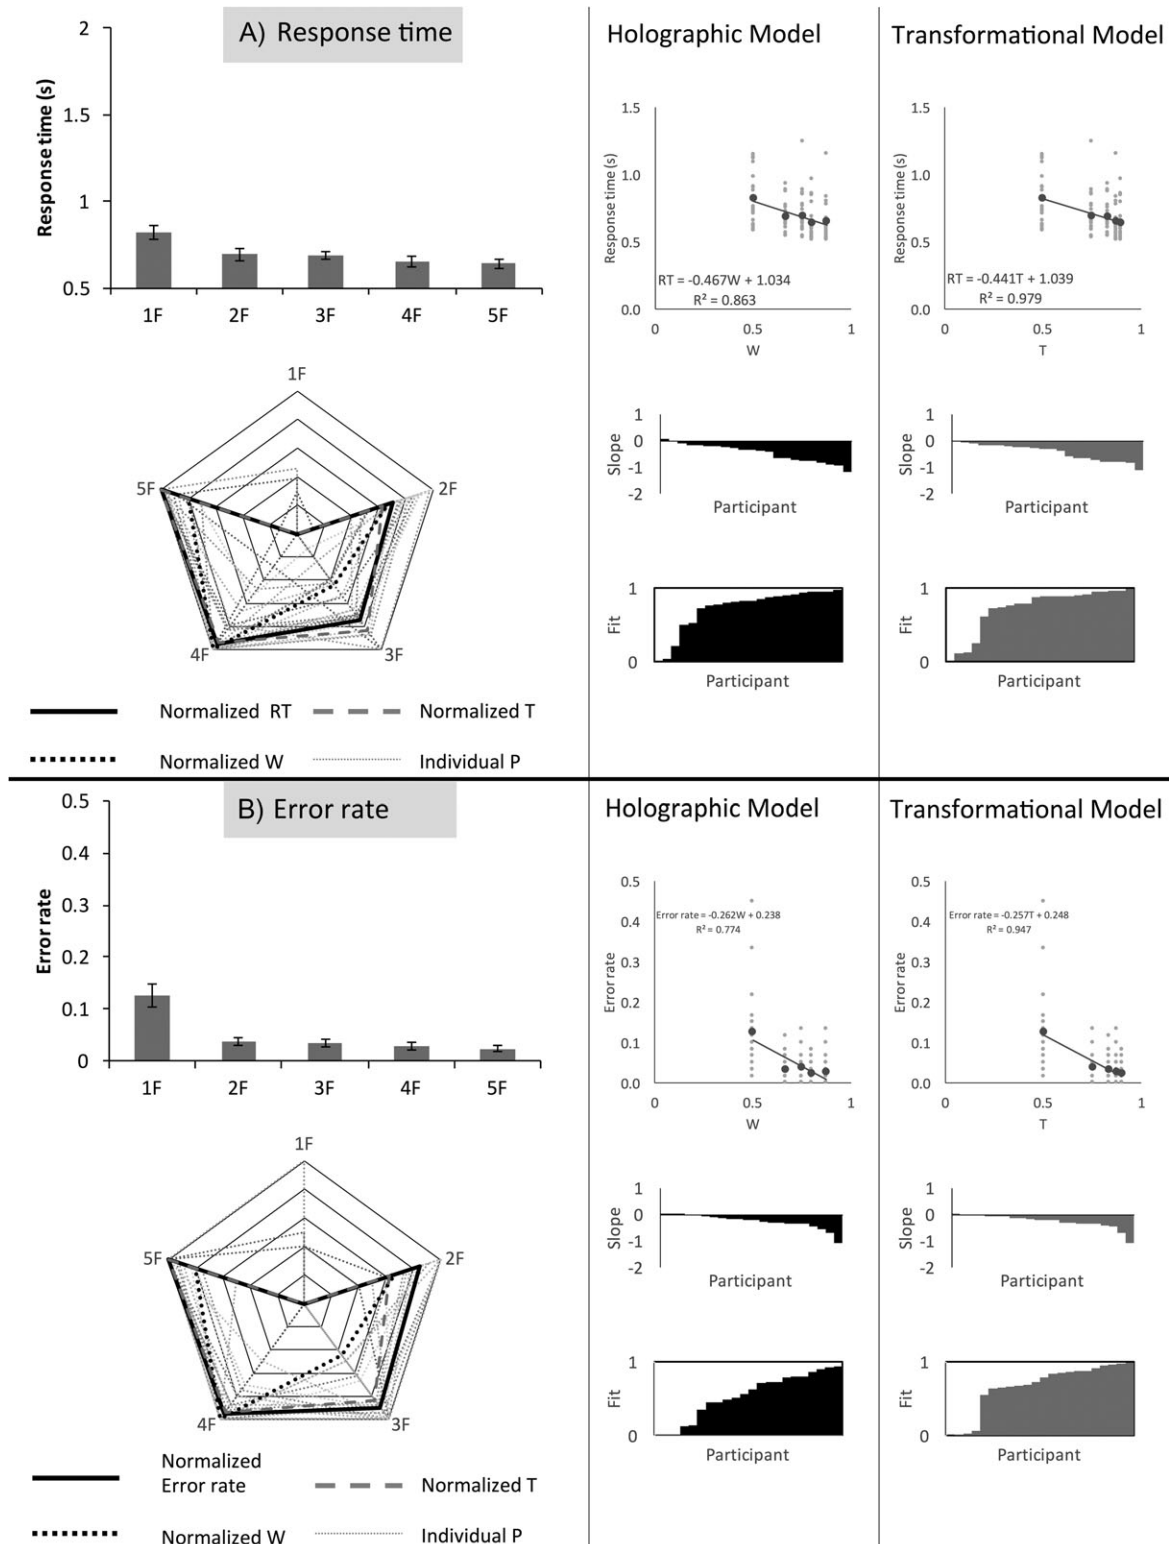 A) Response time
Response time (s)
2
1.5
1
0.5
1F
2F
3F
4F
5F
1F
2F
3F
4F
5F
Normalized RT
Normalized T
Normalized W
Individual P
Holographic Model
Response time (s)
1.5
1.0
0.5
0.0
RT = -0.467W + 1.034
R² = 0.863
0
0.5
1
W
Slope
1
0
-1
-2
Participant
Fit
1
0
Participant
Transformational Model
Response time (s)
1.5
1.0
0.5
0.0
RT = -0.441T + 1.039
R² = 0.979
0
0.5
1
T
Slope
1
0
-1
-2
Participant
Fit
1
0
Participant
B) Error rate
Error rate
0.5
0.4
0.3
0.2
0.1
0
1F
2F
3F
4F
5F
1F
2F
3F
4F
5F
Normalized
Error rate
Normalized T
Normalized W
Individual P
Holographic Model
Error rate
0.5
0.4
0.3
0.2
0.1
0.0
Error rate = -0.262W + 0.238
R² = 0.774
0
0.5
1
W
Slope
1
0
-1
-2
Participant
Fit
1
0
Participant
Transformational Model
Error rate
0.5
0.4
0.3
0.2
0.1
0.0
Error rate = -0.257T + 0.248
R² = 0.947
0
0.5
1
T
Slope
1
0
-1
-2
Participant
Fit
1
0
Participant